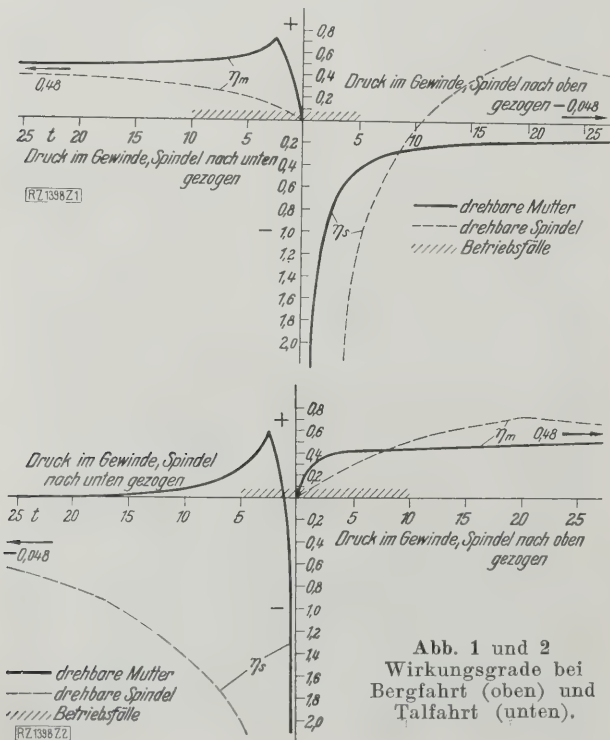 +
0,8
0,6
0,4
0,2
ηm
0,48
25 t 20 15 10 5
Druck im Gewinde, Spindel nach unten
gezogen
RZ1398Z1
Druck im Gewinde, Spindel nach oben
gezogen -0,048
5 10 15 20 25
0,2
0,4
0,6
0,8
1,0
1,2
1,4
1,6
1,8
2,0
−
ηs
drehbare Mutter
drehbare Spindel
Betriebsfälle
+
0,8
0,6
0,4
0,2
ηm 0,48
Druck im Gewinde, Spindel
nach unten gezogen
25 t 20 15 10 5
-0,048
5 10 15 20 25
Druck im Gewinde, Spindel nach oben
gezogen
0,2
0,4
0,6
0,8
1,0
1,2
1,4
1,6
1,8
2,0
−
ηs
drehbare Mutter
drehbare Spindel
Betriebsfälle
RZ1398Z2
Abb. 1 und 2
Wirkungsgrade bei
Bergfahrt (oben) und
Talfahrt (unten).